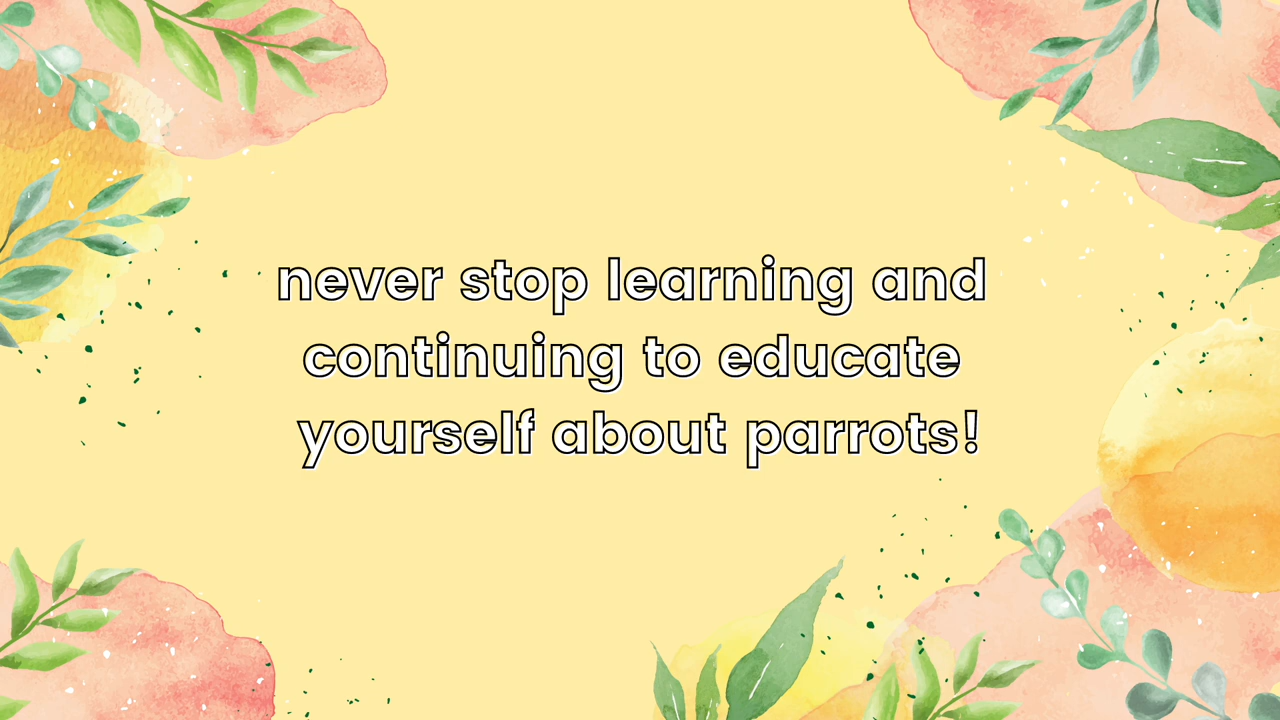 never stop learning and
continuing to educate
yourself about parrots!